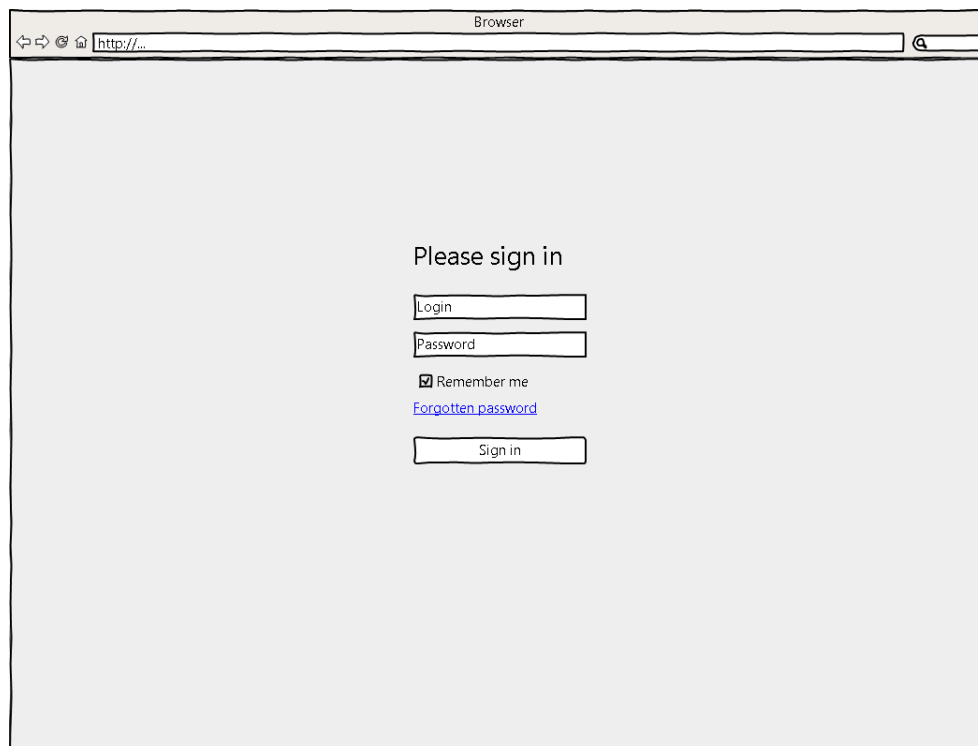 Browser
http://...
Please sign in
Login
Password
Remember me
Forgotten password
Sign in